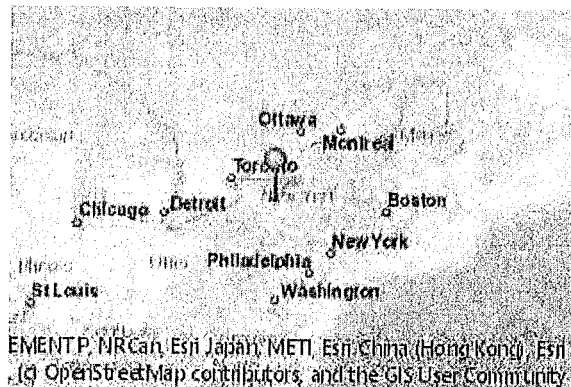 Ottawa
Montreal
Toronto
Chicago Detroit Boston
New York
Philadelphia
St Louis Washington
EMENT P, NRCan, Esri Japan, METI, Esri China (Hong Kong), Esri
(c) OpenStreetMap contributors, and the GIS User Community